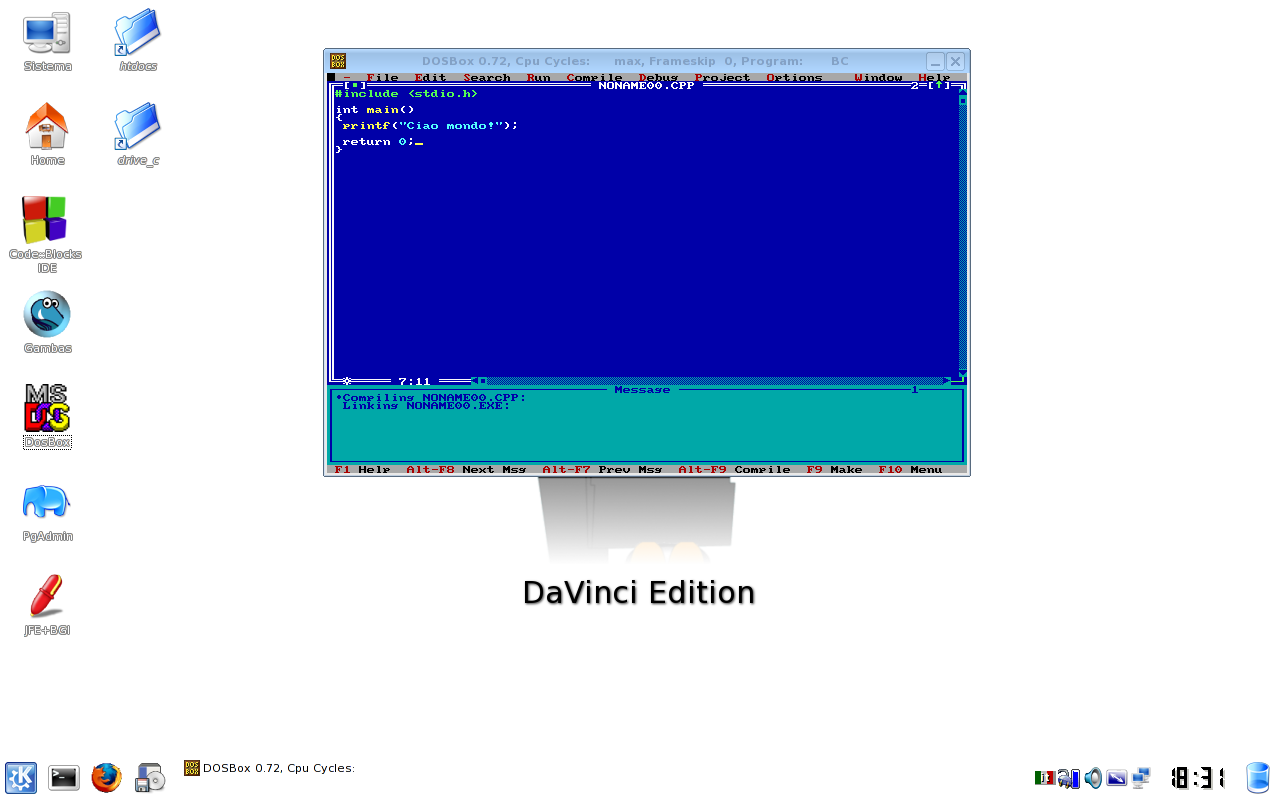 Sistema
htdocs
Home
drive_c
Code::Blocks
IDE
Gambas
MS
DOS
DosBox
PgAdmin
JFE+BGI
DOS
BOX
DOSBox 0.72, Cpu Cycles: max, Frameskip 0, Program: BC
File Edit Search Run Compile Debug Project Options Window Help
NONAME00.CPP 2
#include <stdio.h>
int main()
{
printf("Ciao mondo!");
return 0;_
}
7:11
Message 1
•Compiling NONAME00.CPP:
Linking NONAME00.EXE:
F1 Help Alt-F8 Next Msg Alt-F7 Prev Msg Alt-F9 Compile F9 Make F10 Menu
DaVinci Edition
DOSBox 0.72, Cpu Cycles:
18:31